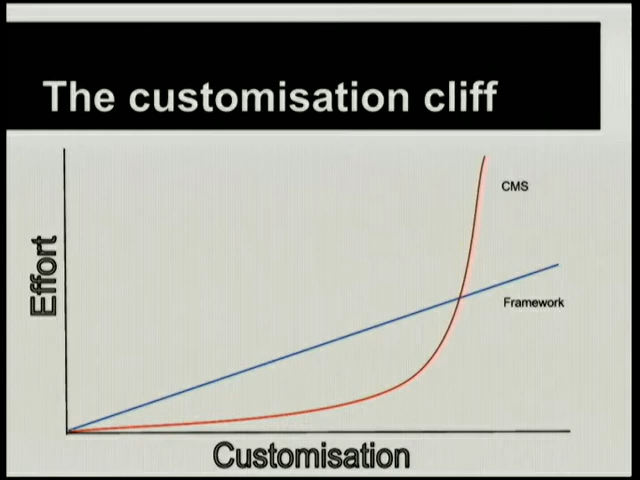 The customisation cliff
CMS
Effort
Framework
Customisation